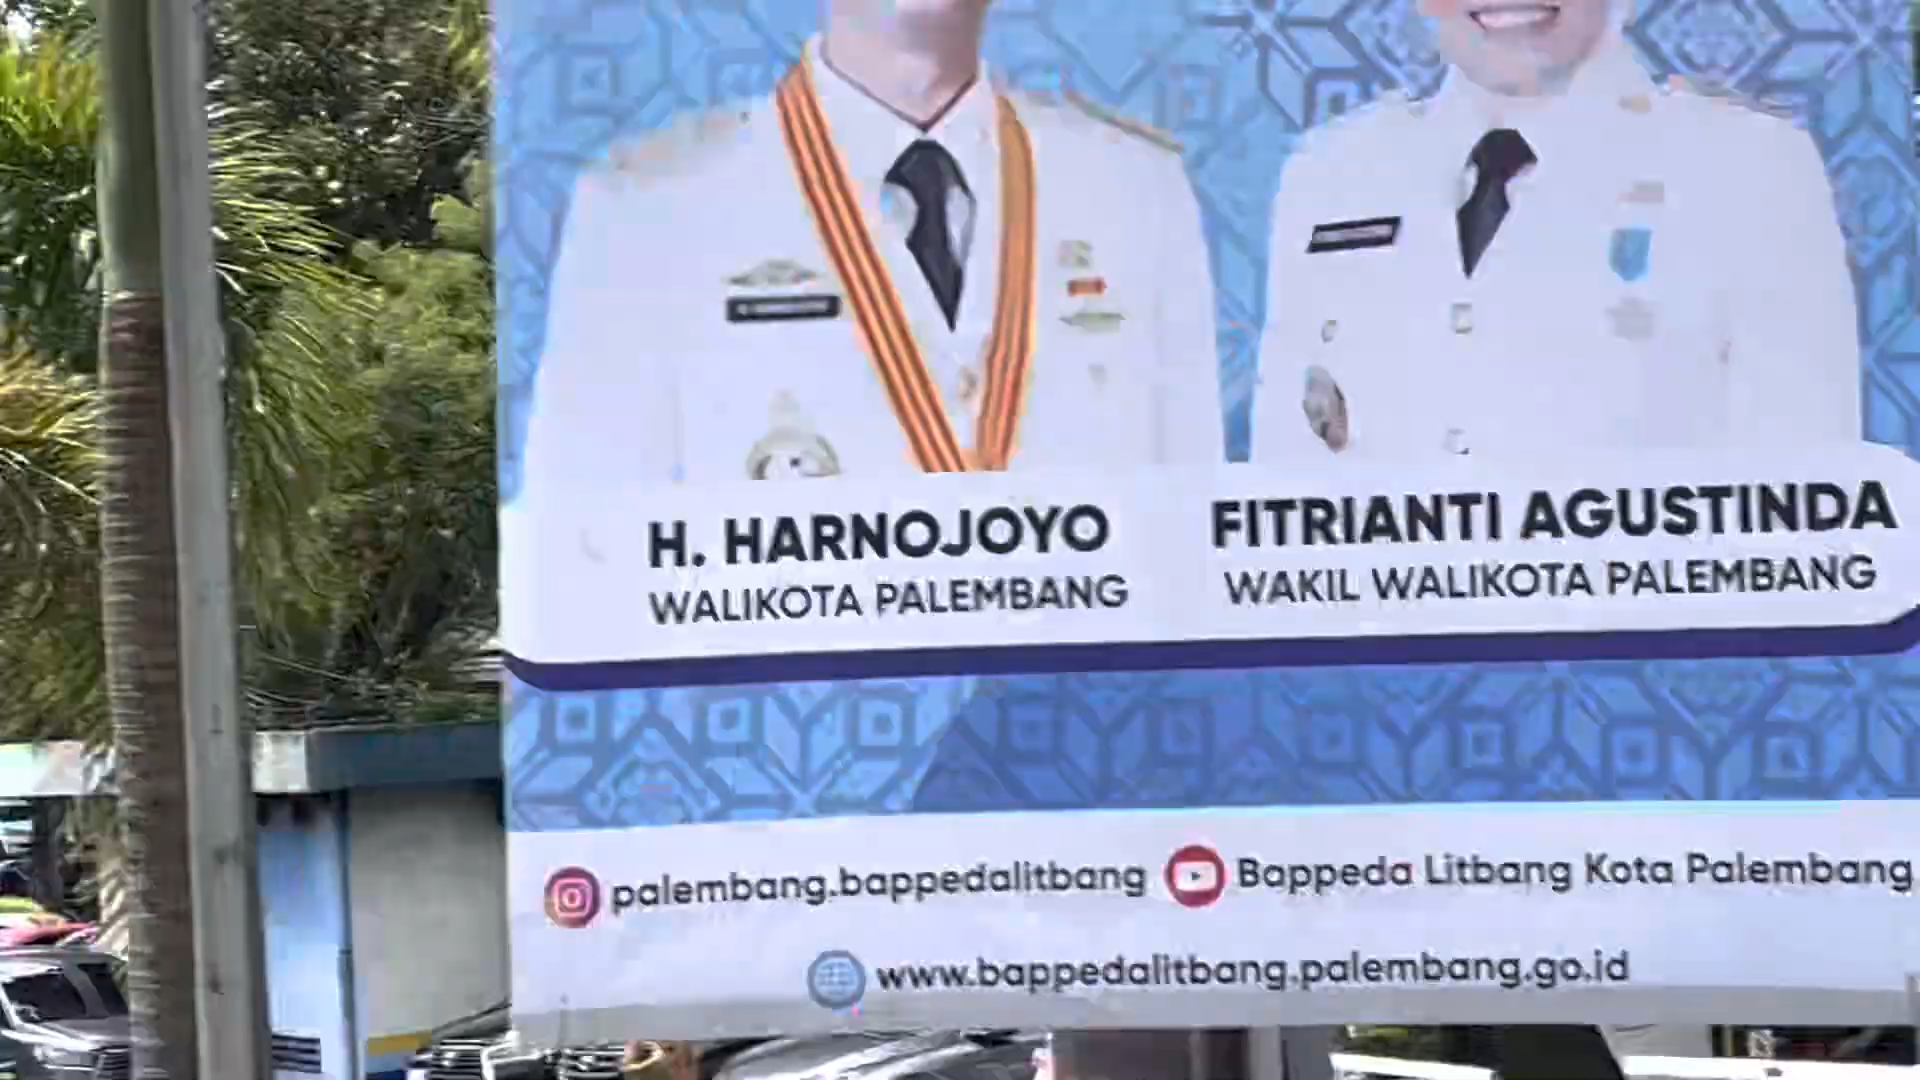 H. HARNOJOYO
WALIKOTA PALEMBANG
FITRIANTI AGUSTINDA
WAKIL WALIKOTA PALEMBANG
palembang.bappedalitbang
Bappeda Litbang Kota Palembang
www.bappedalitbang.palembang.go.id